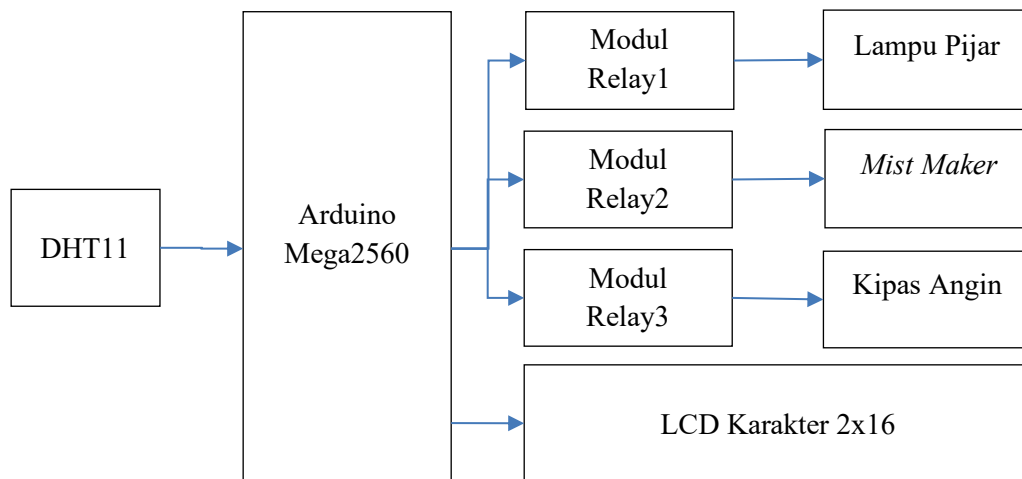 DHT11
Arduino
Mega2560
Modul
Relay1
Lampu Pijar
Modul
Relay2
Mist Maker
Modul
Relay3
Kipas Angin
LCD Karakter 2x16